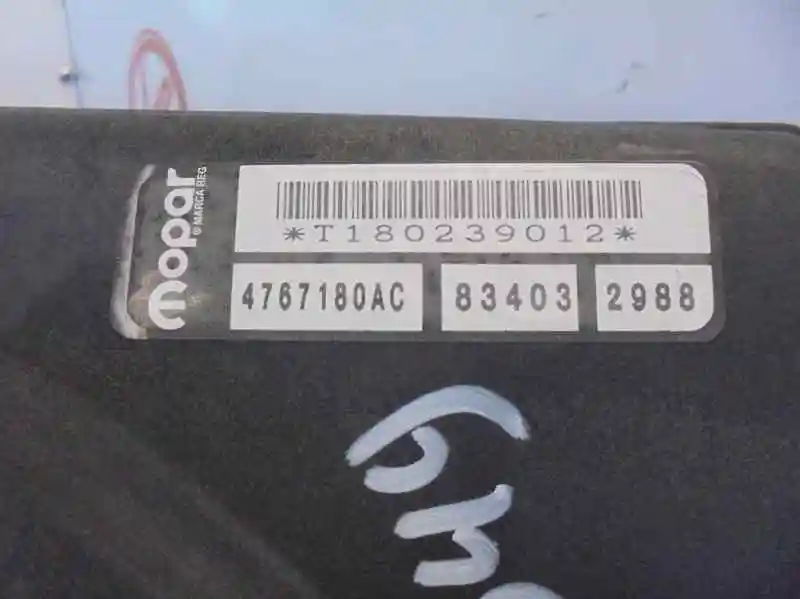 mopar
® MARCA REG
*T180239012*
4767180AC 83403 2988